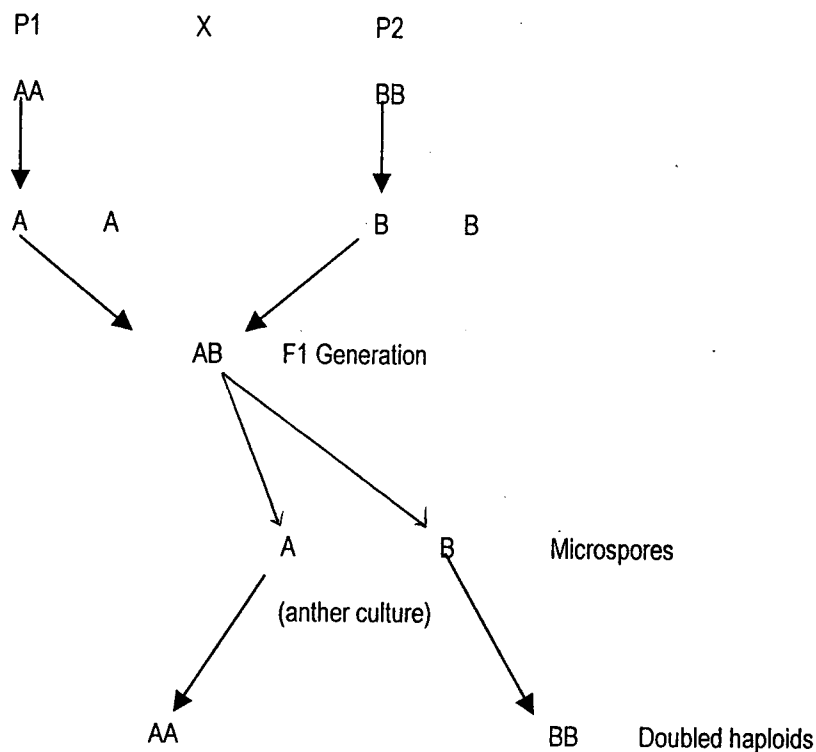 P1 X P2
AA BB
A A B B
AB F1 Generation
A B Microspores
(anther culture)
AA BB Doubled haploids